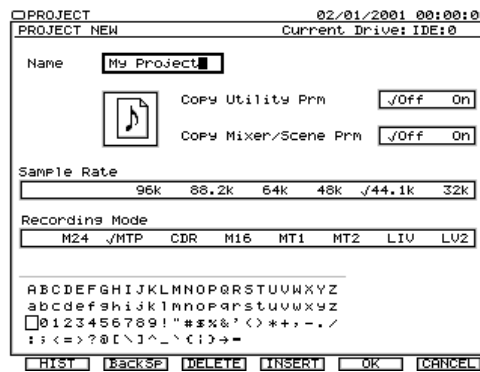 PROJECT 02/01/2001 00:00:0
PROJECT NEW Current Drive:IDE:0
Name My Project
Copy Utility Prm √Off On
Copy Mixer/Scene Prm √Off On
Sample Rate
96k 88.2k 64k 48k √44.1k 32k
Recording Mode
M24 √MTP CDR M16 MT1 MT2 LIV LV2
ABCDEFGHIJKLMNOPQRSTUVWXYZ
abcdefghijklmnopqrstuvwxyz
0123456789!"#$%&'()*+,-./
:;<=>?@[\]^_`{|}→←
HIST BackSP DELETE INSERT OK CANCEL